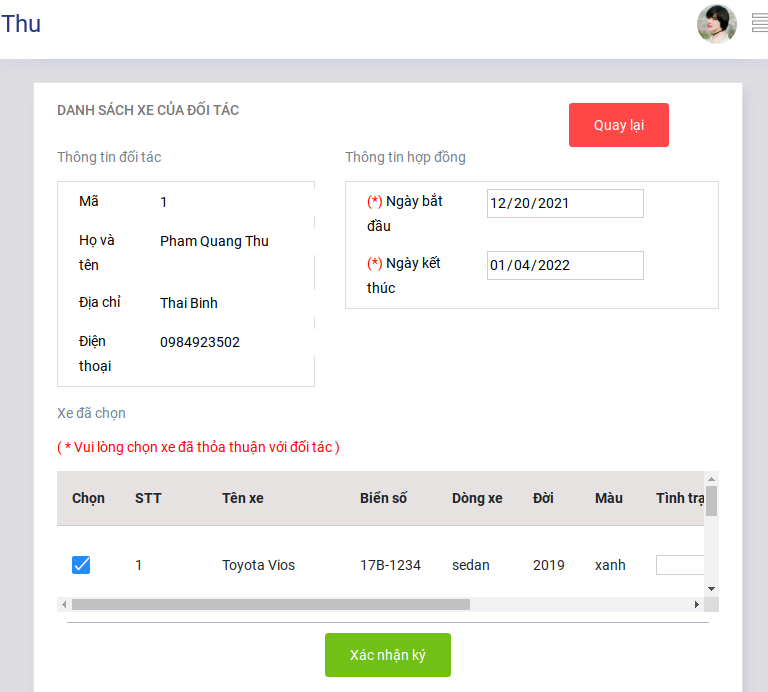 Thu
DANH SÁCH XE CỦA ĐỐI TÁC
Quay lại
Thông tin đối tác
Mã 1
Họ và tên Pham Quang Thu
Địa chỉ Thai Binh
Điện thoại 0984923502
Thông tin hợp đồng
(*) Ngày bắt đầu 12/20/2021
(*) Ngày kết thúc 01/04/2022
Xe đã chọn
( * Vui lòng chọn xe đã thỏa thuận với đối tác )
Chọn STT Tên xe Biển số Dòng xe Đời Màu Tình
1 Toyota Vios 17B-1234 sedan 2019 xanh
Xác nhận ký